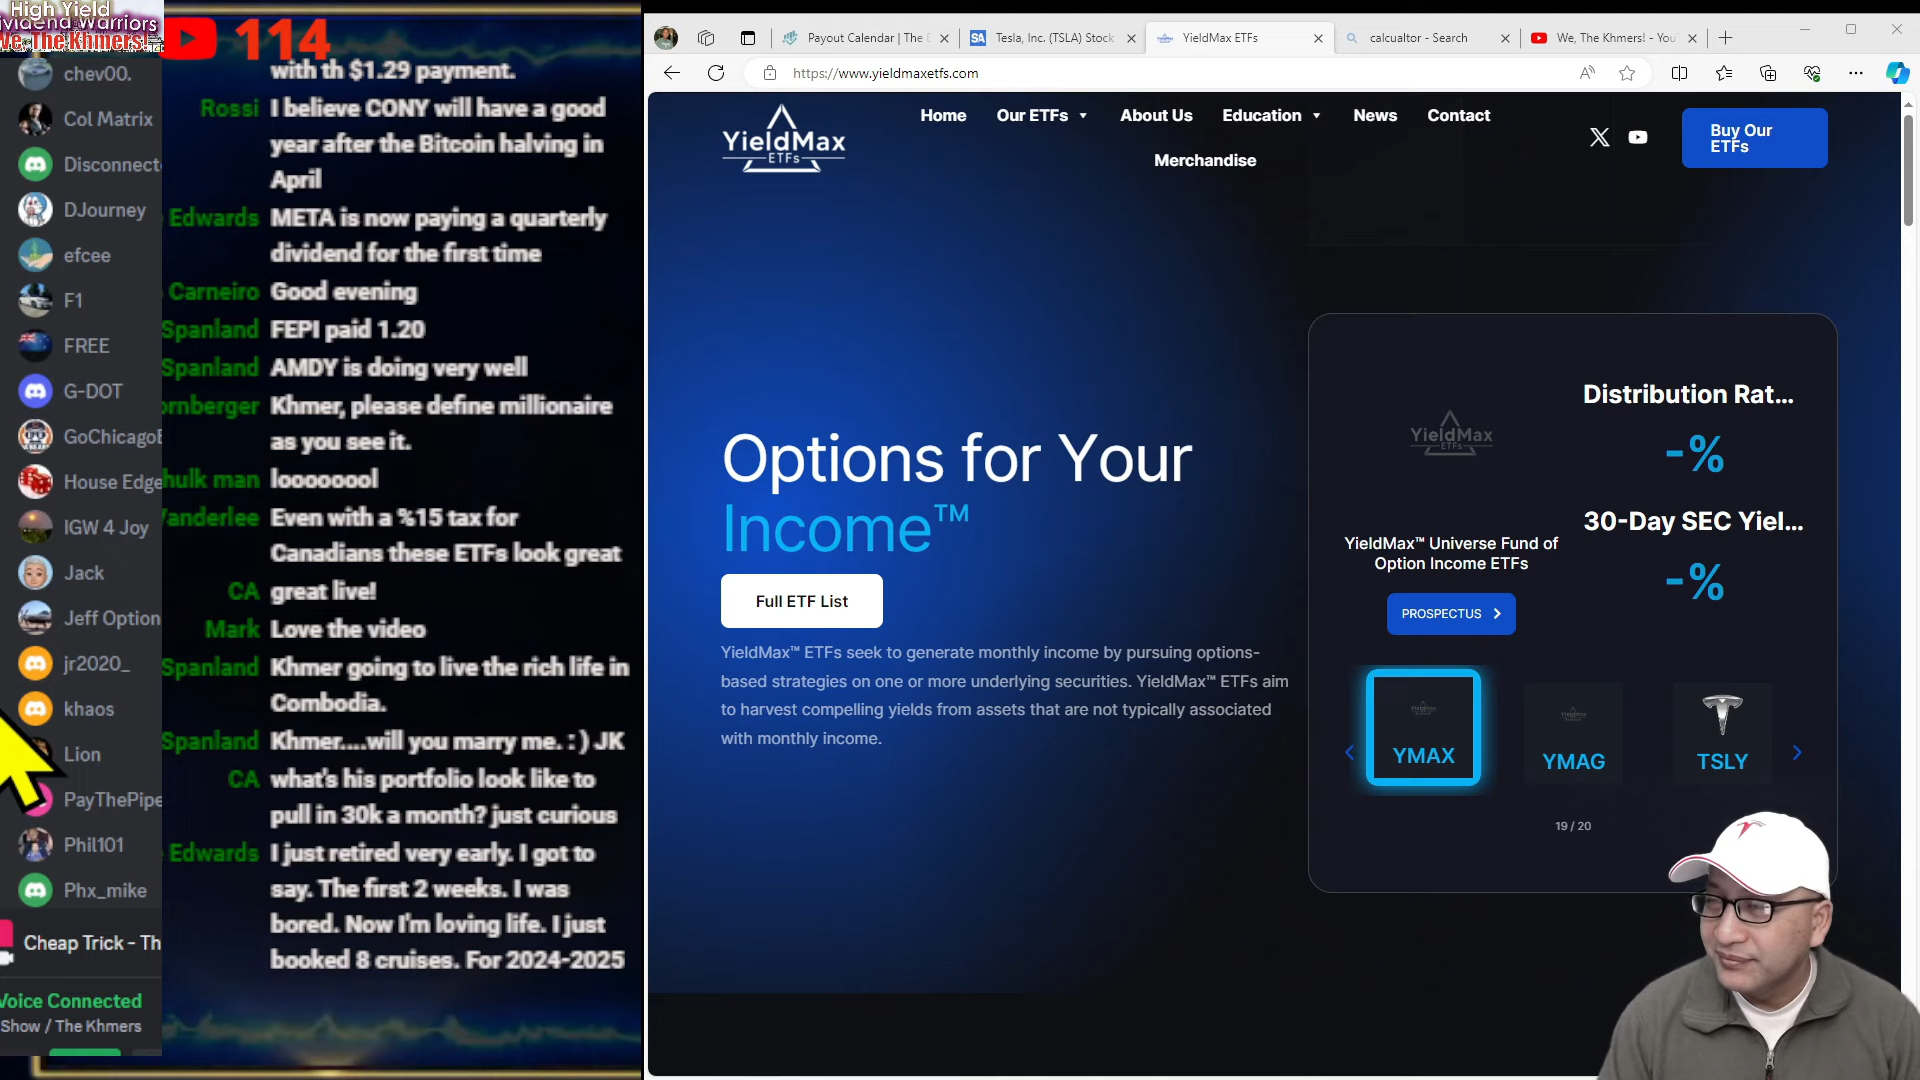 High Yield
We, The Khmers!
114
chev00.
Col Matrix
Disconnect
DJourney
efcee
F1
FREE
G-DOT
GoChicagoB
House Edge
IGW 4 Joy
Jack
Jeff Option
jr2020_
khaos
Lion
PayThePipe
Phil101
Phx_mike
Cheap Trick - Th
Voice Connected
Show / The Khmers
with th $1.29 payment.
Rossi I believe CONY will have a good
year after the Bitcoin halving in
April
Edwards META is now paying a quarterly
dividend for the first time
Carneiro Good evening
Spanland FEPI paid 1.20
Spanland AMDY is doing very well
ornberger Khmer, please define millionaire
as you see it.
hulk man loooooool
Vanderlee Even with a %15 tax for
Canadians these ETFs look great
CA great live!
Mark Love the video
Spanland Khmer going to live the rich life in
Combodia.
Spanland Khmer....will you marry me. : ) JK
CA what's his portfolio look like to
pull in 30k a month? just curious
Edwards I just retired very early. I got to
say. The first 2 weeks. I was
bored. Now I'm loving life. I just
booked 8 cruises. For 2024-2025
Payout Calendar | The
Tesla, Inc. (TSLA) Stock
YieldMax ETFs
calcualtor - Search
We, The Khmers! - You
https://www.yieldmaxetfs.com
YieldMax
ETFs
Home
Our ETFs
About Us
Education
News
Contact
Merchandise
Buy Our
ETFs
Options for Your
Income™
Full ETF List
YieldMax™ ETFs seek to generate monthly income by pursuing options-
based strategies on one or more underlying securities. YieldMax™ ETFs aim
to harvest compelling yields from assets that are not typically associated
with monthly income.
YieldMax
ETFs
YieldMax™ Universe Fund of
Option Income ETFs
PROSPECTUS
Distribution Rat...
-%
30-Day SEC Yiel...
-%
YMAX
YMAG
TSLY
19 / 20